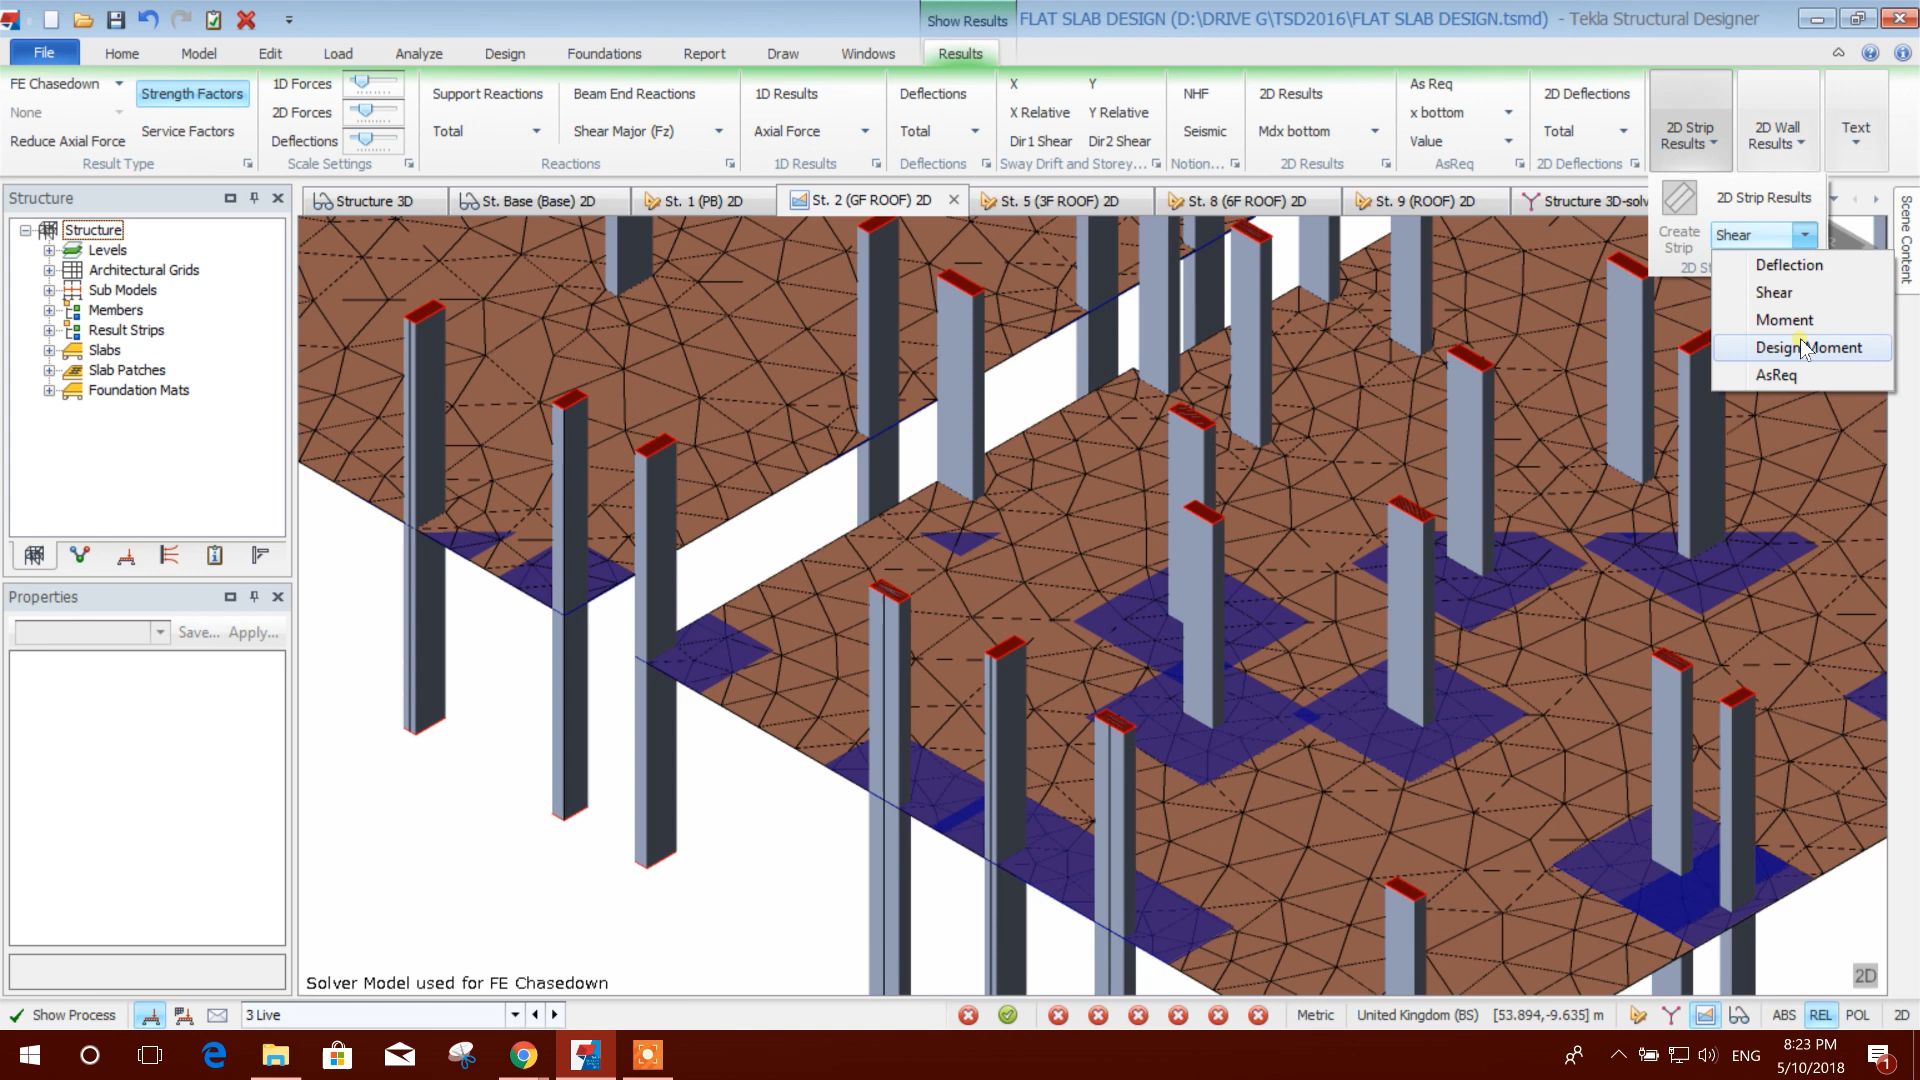 Show Results
FLAT SLAB DESIGN (D:\DRIVE G\TSD2016\FLAT SLAB DESIGN.tsmd) - Tekla Structural Designer
File
Home
Model
Edit
Load
Analyze
Design
Foundations
Report
Draw
Windows
Results
FE Chasedown
None
Reduce Axial Force
Strength Factors
Service Factors
Result Type
1D Forces
2D Forces
Deflections
Scale Settings
Support Reactions
Total
Beam End Reactions
Shear Major (Fz)
Reactions
1D Results
Axial Force
1D Results
Deflections
Total
Deflections
X
Y
X Relative
Y Relative
Dir1 Shear
Dir2 Shear
Sway Drift and Storey...
NHF
Seismic
Notion...
2D Results
Mdx bottom
2D Results
As Req
x bottom
Value
AsReq
2D Deflections
Total
2D Deflections
2D Strip
Results
2D Wall
Results
Text
2D Strip Results
Create
Strip
Shear
2D St
Deflection
Shear
Moment
Design Moment
AsReq
Structure 3D
St. Base (Base) 2D
St. 1 (PB) 2D
St. 2 (GF ROOF) 2D
St. 5 (3F ROOF) 2D
St. 8 (6F ROOF) 2D
St. 9 (ROOF) 2D
Structure 3D-solv
Scene Content
Structure
Structure
Levels
Architectural Grids
Sub Models
Members
Result Strips
Slabs
Slab Patches
Foundation Mats
Properties
Save...
Apply...
Solver Model used for FE Chasedown
2D
Show Process
3 Live
Metric
United Kingdom (BS)
[53.894,-9.635] m
ABS
REL
POL
2D
ENG
8:23 PM
5/10/2018
1